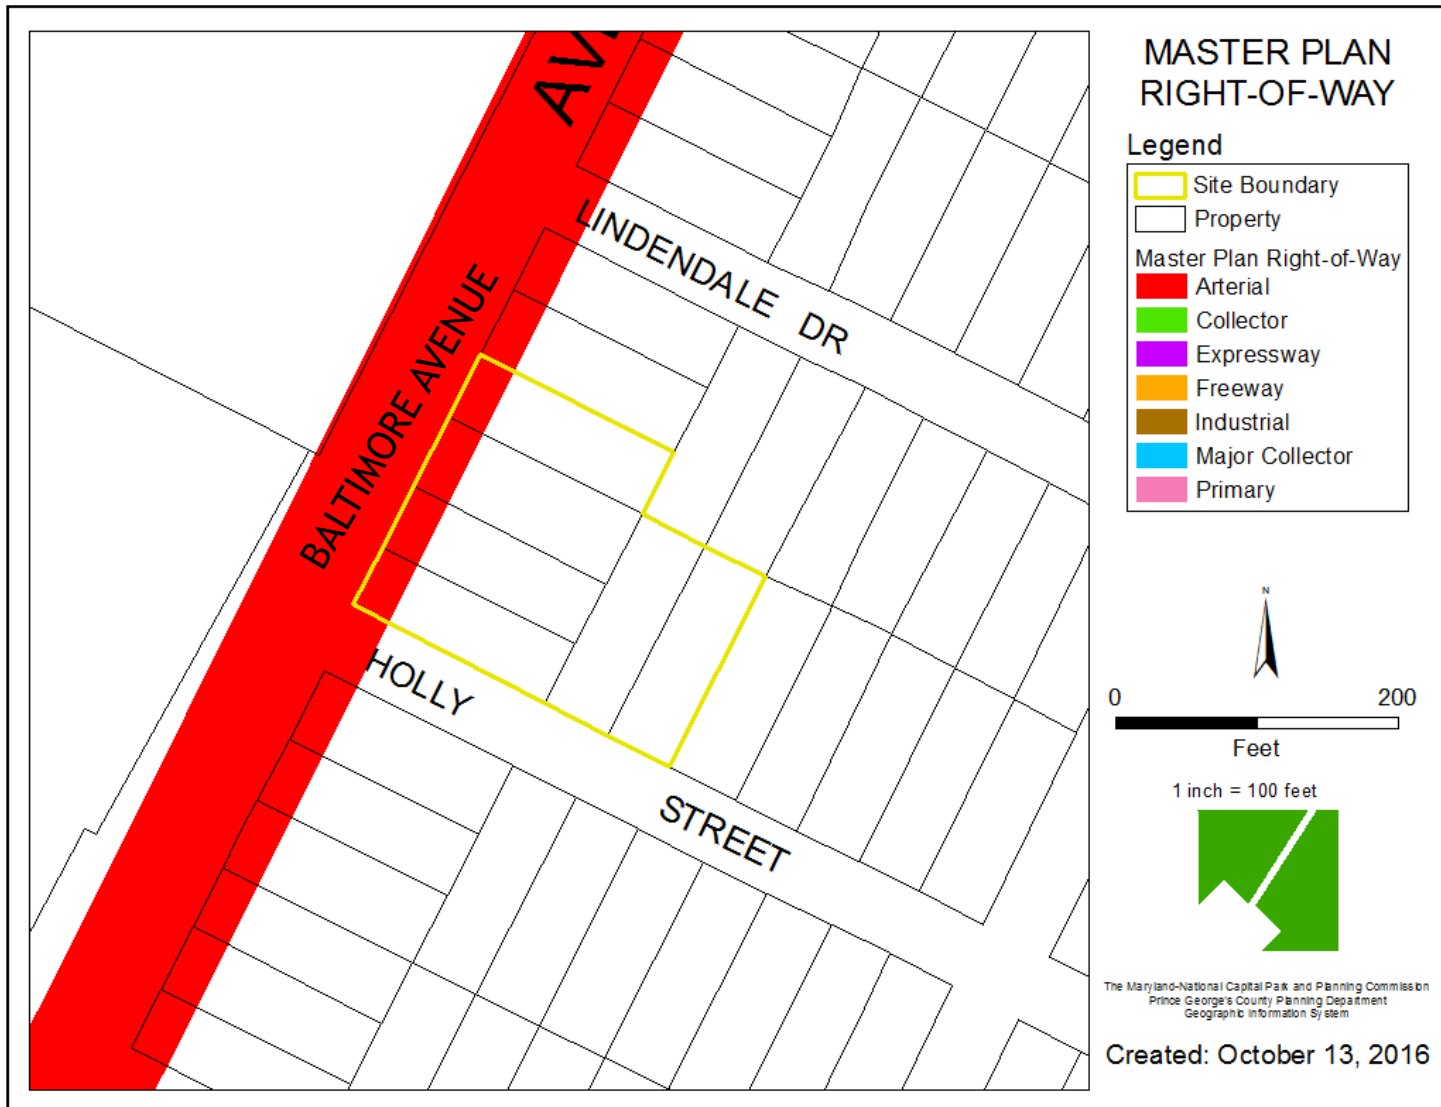 AVE
LINDENDALE DR
BALTIMORE AVENUE
HOLLY
STREET
MASTER PLAN
RIGHT-OF-WAY
Legend
Site Boundary
Property
Master Plan Right-of-Way
Arterial
Collector
Expressway
Freeway
Industrial
Major Collector
Primary
N
0 200
Feet
1 inch = 100 feet
The Maryland-National Capital Park and Planning Commission
Prince George's County Planning Department
Geographic Information System
Created: October 13, 2016